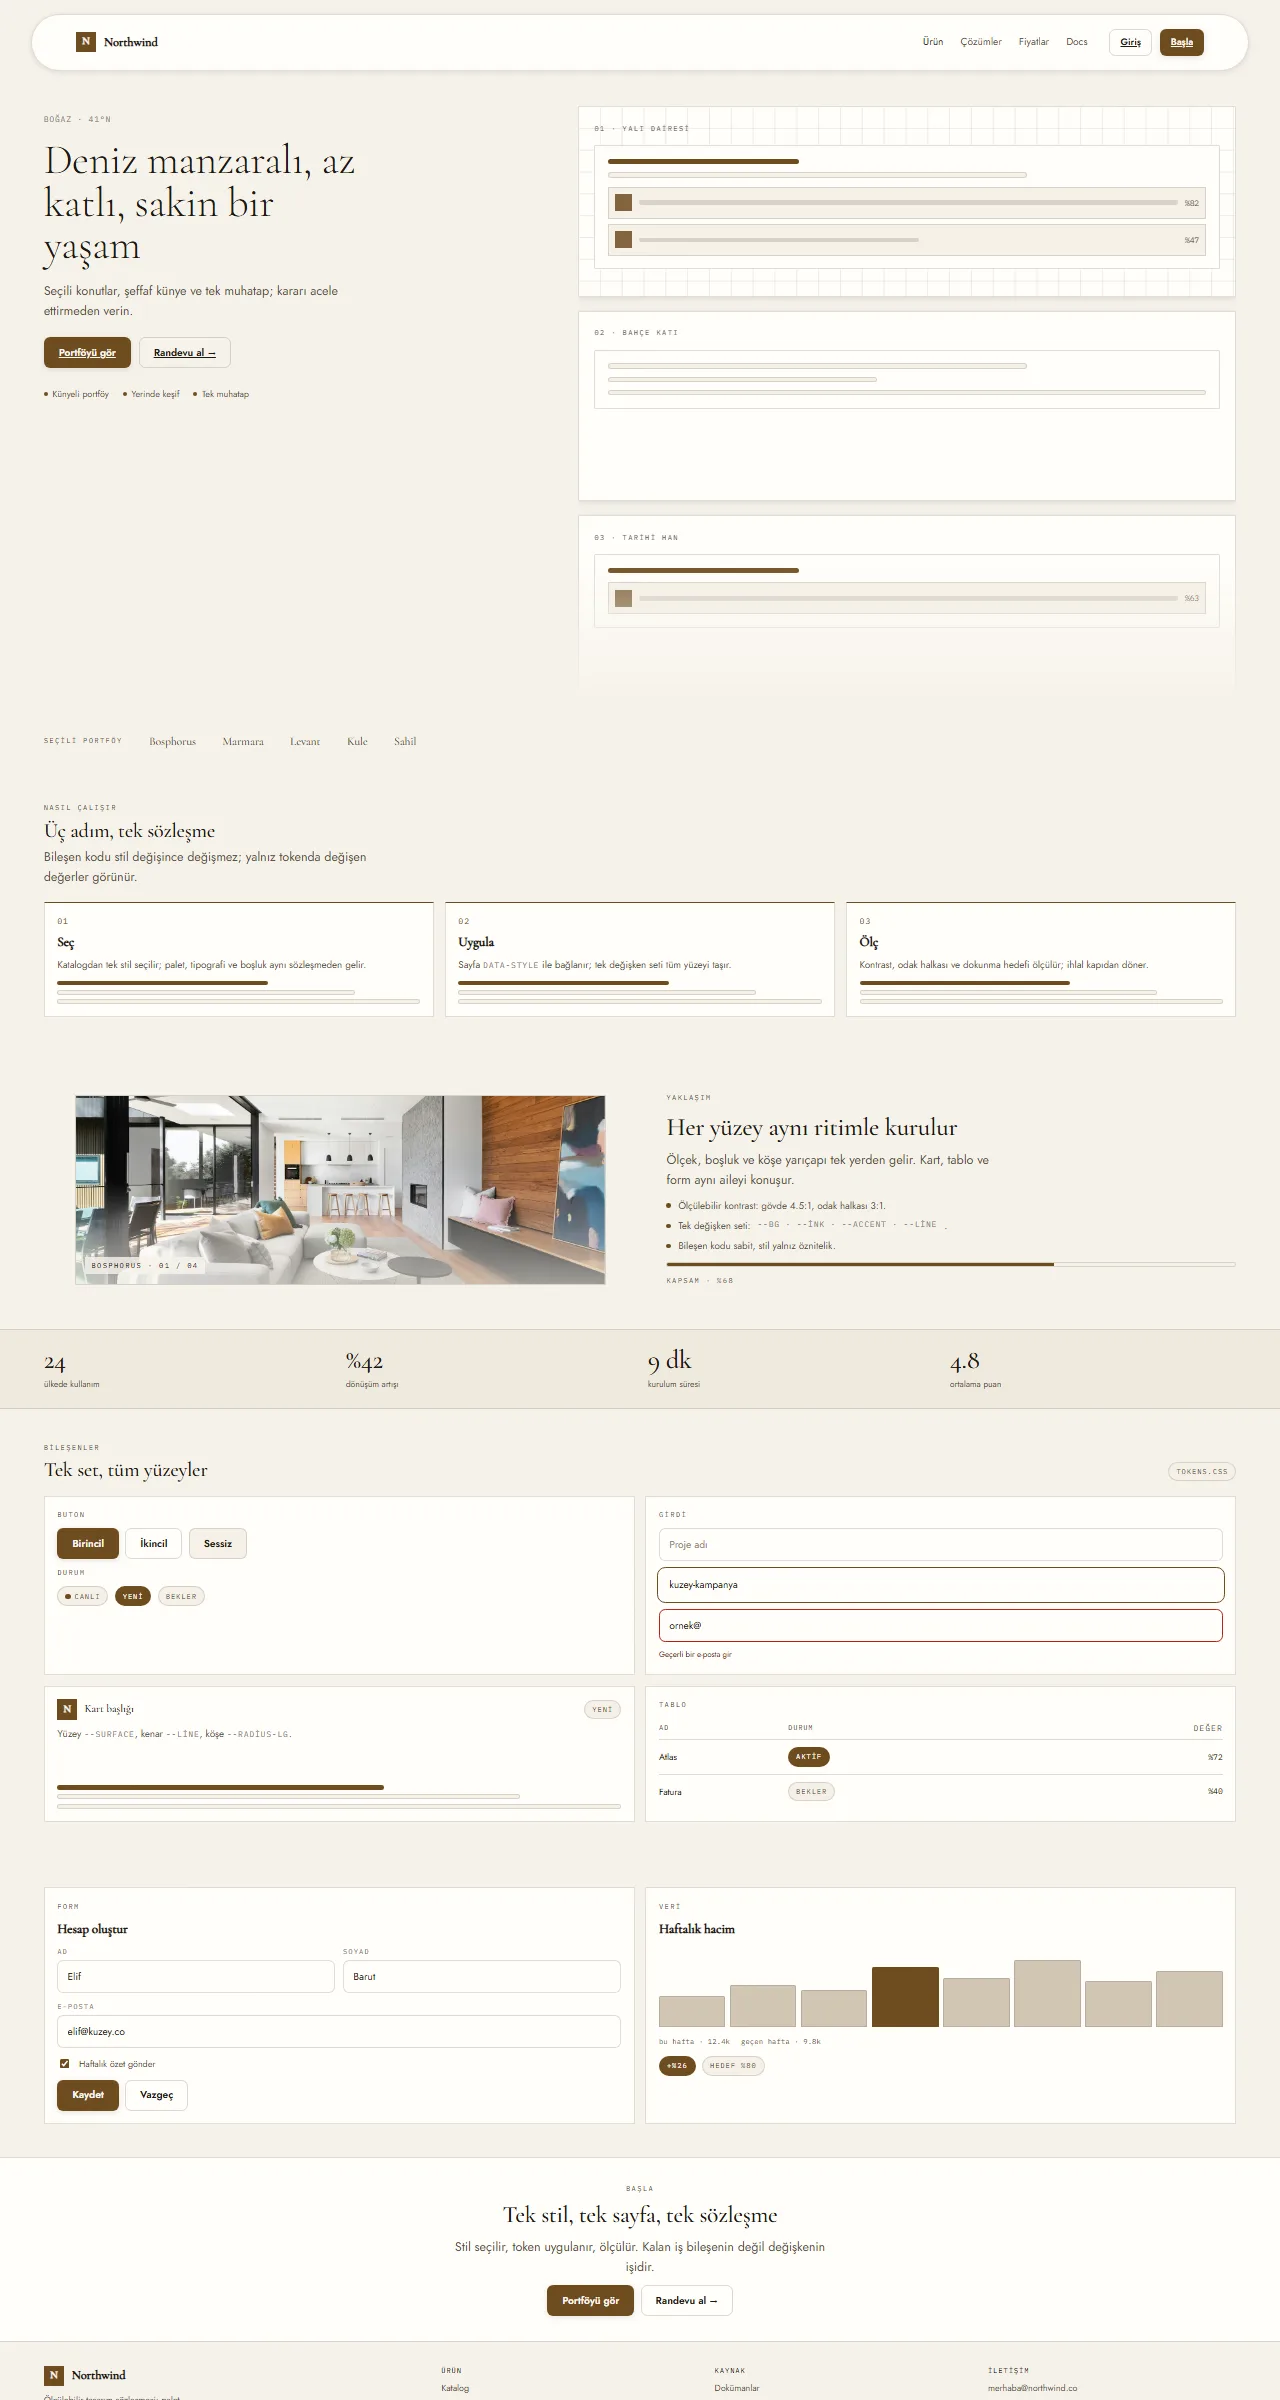 N Northwind
Ürün Çözümler Fiyatlar Docs Giriş Başla
BOĞAZ · 41°N
Deniz manzaralı, az
katlı, sakin bir
yaşam
Seçili konutlar, şeffaf künye ve tek muhatap; kararı acele
ettirmeden verin.
Portföyü gör Randevu al →
Künyeli portföy Yerinde keşif Tek muhatap
01 · YALI DAİRESİ
%82
%47
02 · BAHÇE KATI
03 · TARİHİ HAN
%63
SEÇİLİ PORTFÖY Bosphorus Marmara Levant Kule Sahil
NASIL ÇALIŞIR
Üç adım, tek sözleşme
Bileşen kodu stil değişince değişmez; yalnız tokenda değişen
değerler görünür.
01
Seç
Katalogdan tek stil seçilir; palet, tipografi ve boşluk aynı sözleşmeden gelir.
02
Uygula
Sayfa DATA-STYLE ile bağlanır; tek değişken seti tüm yüzeyi taşır.
03
Ölç
Kontrast, odak halkası ve dokunma hedefi ölçülür; ihlal kapıdan döner.
BOSPHORUS · 01 / 04
YAKLAŞIM
Her yüzey aynı ritimle kurulur
Ölçek, boşluk ve köşe yarıçapı tek yerden gelir. Kart, tablo ve
form aynı aileyi konuşur.
Ölçülebilir kontrast: gövde 4.5:1, odak halkası 3:1.
Tek değişken seti: --BG · --İNK · --ACCENT · --LİNE .
Bileşen kodu sabit, stil yalnız öznitelik.
KAPSAM · %68
24
ülkede kullanım
%42
dönüşüm artışı
9 dk
kurulum süresi
4.8
ortalama puan
BİLEŞENLER
Tek set, tüm yüzeyler
TOKENS.CSS
BUTON
Birincil İkincil Sessiz
DURUM
CANLI YENİ BEKLER
GİRDİ
Proje adı
kuzey-kampanya
ornek@
Geçerli bir e-posta gir
N Kart başlığı YENİ
Yüzey --SURFACE, kenar --LİNE, köşe --RADİUS-LG.
TABLO
AD DURUM DEĞER
Atlas AKTİF %72
Fatura BEKLER %40
FORM
Hesap oluştur
AD SOYAD
Elif Barut
E-POSTA
elif@kuzey.co
Haftalık özet gönder
Kaydet Vazgeç
VERİ
Haftalık hacim
bu hafta · 12.4k geçen hafta · 9.8k
+%26 HEDEF %80
BAŞLA
Tek stil, tek sayfa, tek sözleşme
Stil seçilir, token uygulanır, ölçülür. Kalan iş bileşenin değil değişkenin
işidir.
Portföyü gör Randevu al →
N Northwind
ÜRÜN
Katalog
KAYNAK
Dokümanlar
İLETİŞİM
merhaba@northwind.co